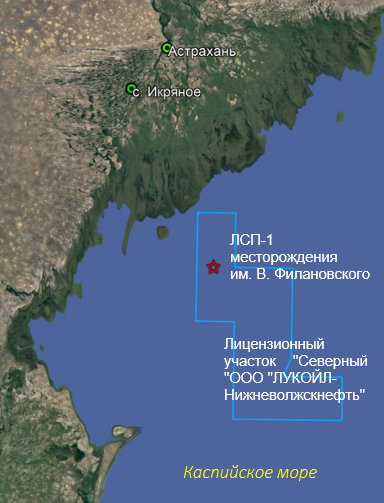 Астрахань
с. Икряное
ЛСП-1
месторождения
им. В. Филановского
Лицензионный
участок "Северный
"ООО "ЛУКОЙЛ-
Нижневолжскнефть"
Каспийское море